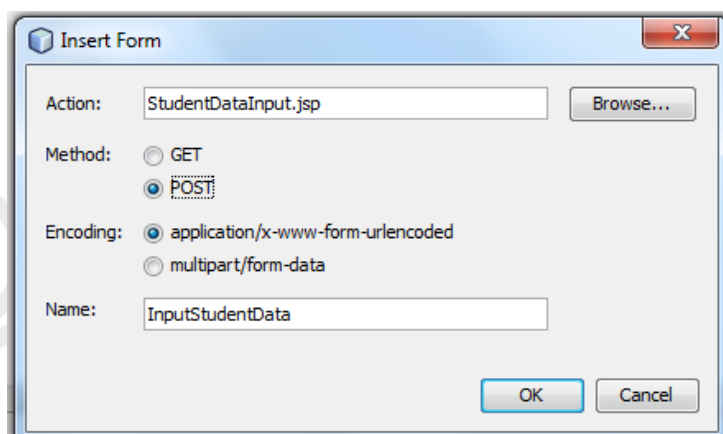 Insert Form
Action: StudentDataInput.jsp Browse...
Method: GET
POST
Encoding: application/x-www-form-urlencoded
multipart/form-data
Name: InputStudentData
OK Cancel